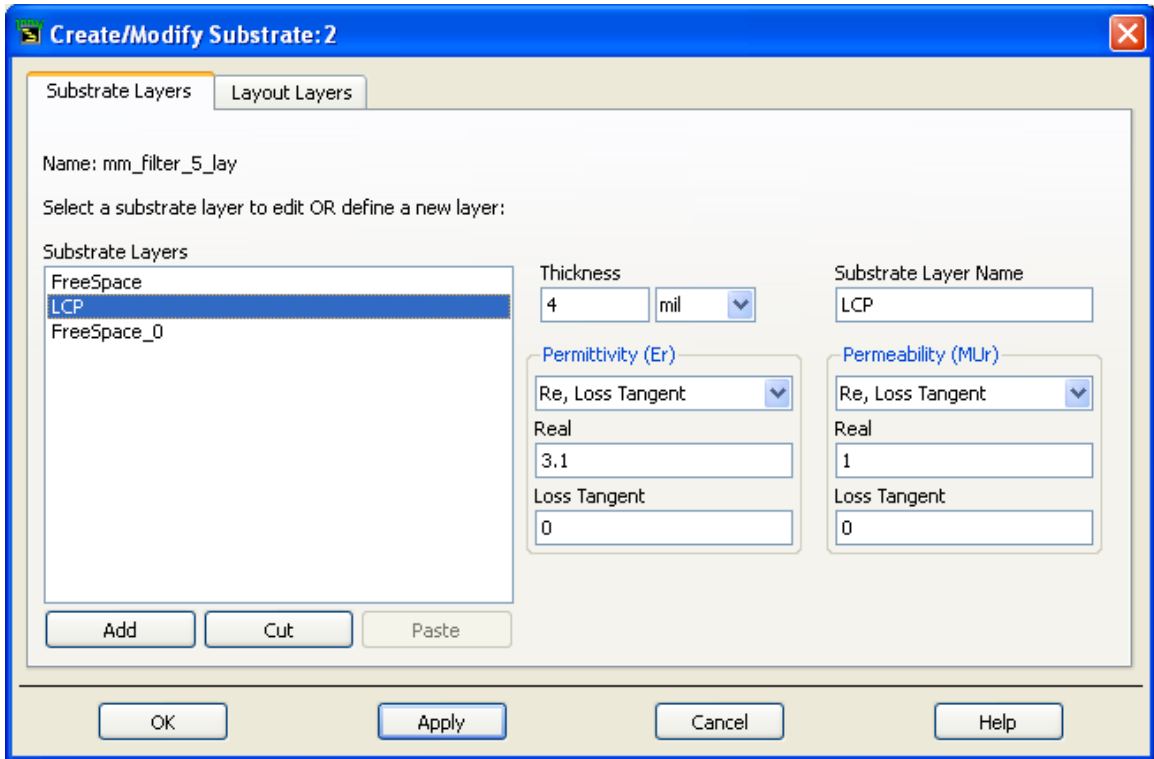 Create/Modify Substrate:2
Substrate Layers
Layout Layers
Name: mm_filter_5_lay
Select a substrate layer to edit OR define a new layer:
Substrate Layers
FreeSpace
LCP
FreeSpace_0
Thickness
4
mil
Substrate Layer Name
LCP
Permittivity (Er)
Re, Loss Tangent
Real
3.1
Loss Tangent
0
Permeability (MUr)
Re, Loss Tangent
Real
1
Loss Tangent
0
Add
Cut
Paste
OK
Apply
Cancel
Help